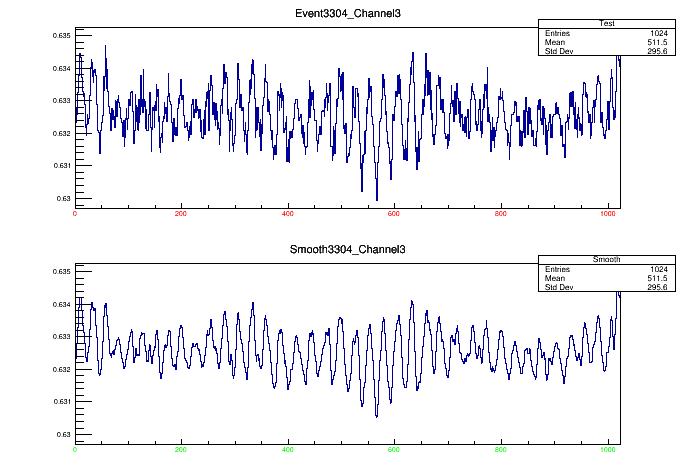 Event3304_Channel3
Test
Entries 1024
Mean 511.5
Std Dev 295.6
0.635
0.634
0.633
0.632
0.631
0.63
0 200 400 600 800 1000
Smooth3304_Channel3
Smooth
Entries 1024
Mean 511.5
Std Dev 295.6
0.635
0.634
0.633
0.632
0.631
0.63
0 200 400 600 800 1000